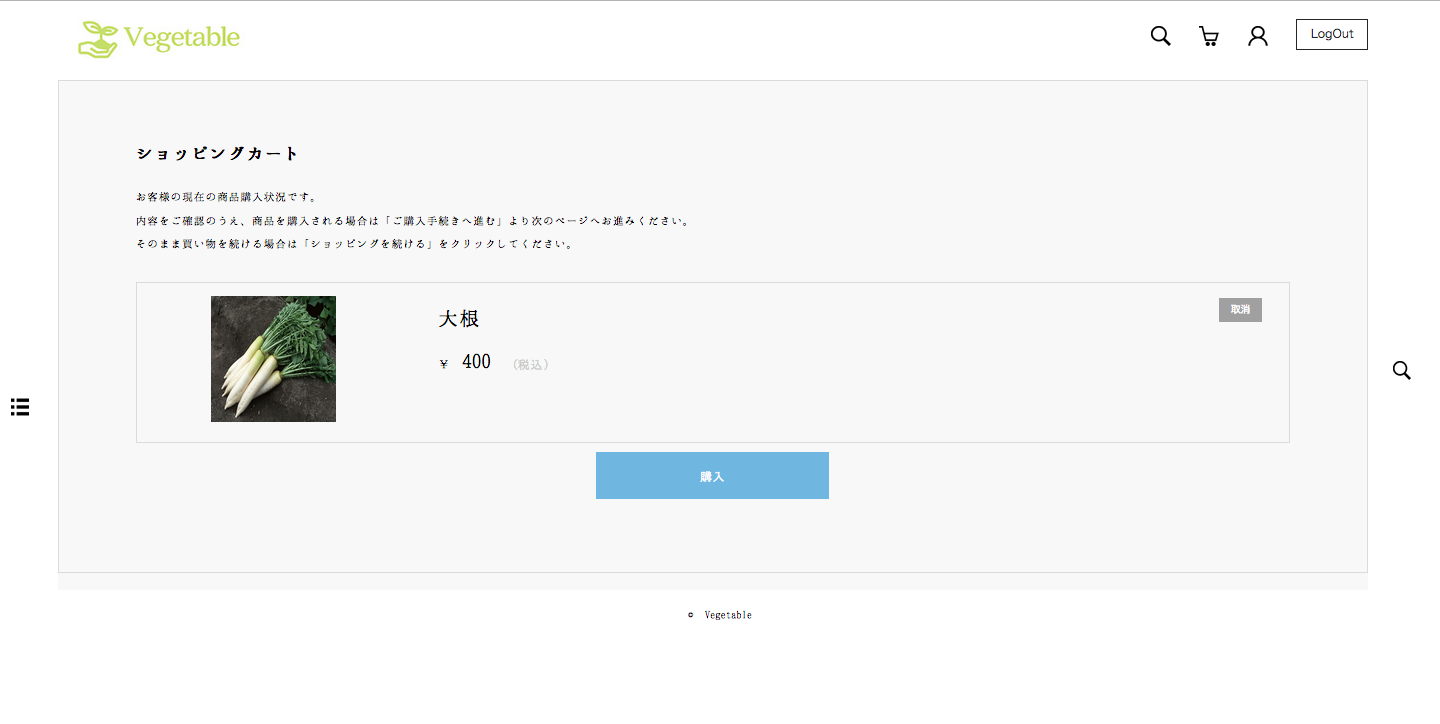 Vegetable
LogOut
ショッピングカート
お客様の現在の商品購入状況です。
内容をご確認のうえ、商品を購入される場合は「ご購入手続きへ進む」より次のページへお進みください。
そのまま買い物を続ける場合は「ショッピングを続ける」をクリックしてください。
大根
取消
¥ 400 (税込)
購入
© Vegetable